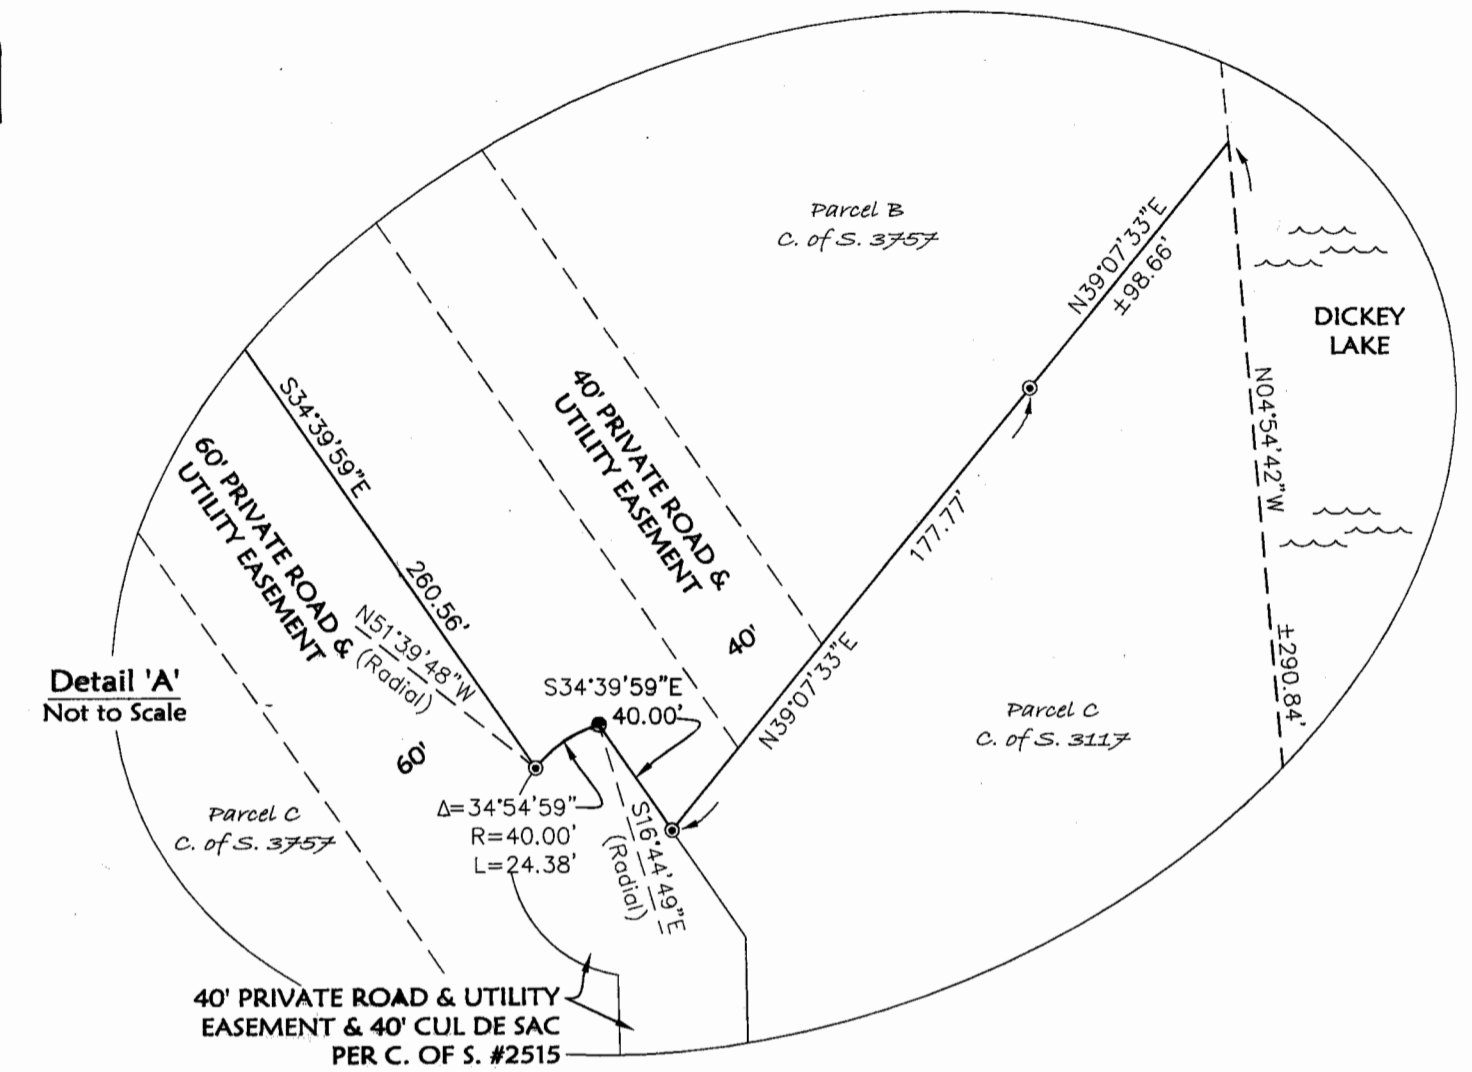 Parcel B
C. of S. 3757
N39°07'33"E
±98.66'
DICKEY
LAKE
N04°54'42"W
±290.84'
S34°39'59"E
260.56'
40' PRIVATE ROAD &
UTILITY EASEMENT
40'
60' PRIVATE ROAD &
UTILITY EASEMENT
60'
177.77'
N39°07'33"E
N51°39'48"W
(Radial)
Detail 'A'
Not to Scale
S34°39'59"E
40.00'
Parcel C
C. of S. 3117
Δ=34°54'59"
R=40.00'
L=24.38'
S16°44'49"E
(Radial)
Parcel C
C. of S. 3757
40' PRIVATE ROAD & UTILITY
EASEMENT & 40' CUL DE SAC
PER C. OF S. #2515